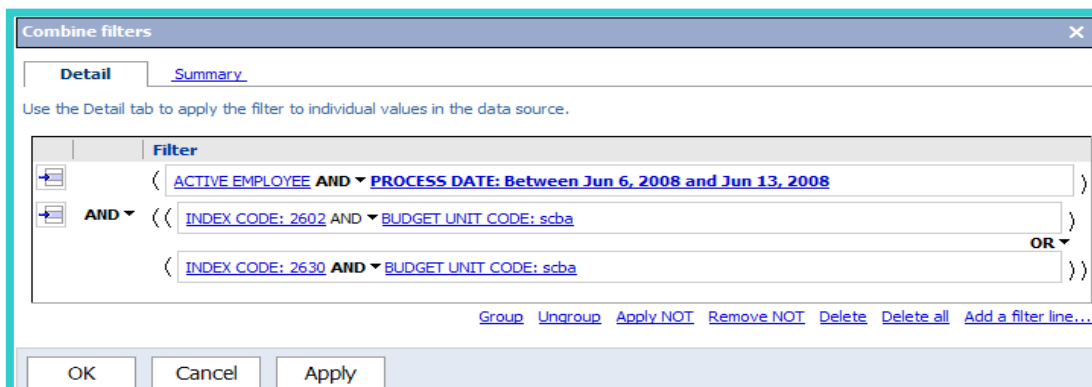 Combine filters
Detail Summary
Use the Detail tab to apply the filter to individual values in the data source.
Filter
( ACTIVE EMPLOYEE AND PROCESS DATE: Between Jun 6, 2008 and Jun 13, 2008 )
AND (( INDEX CODE: 2602 AND BUDGET UNIT CODE: scba )
OR
( INDEX CODE: 2630 AND BUDGET UNIT CODE: scba ))
Group Ungroup Apply NOT Remove NOT Delete Delete all Add a filter line...
OK Cancel Apply